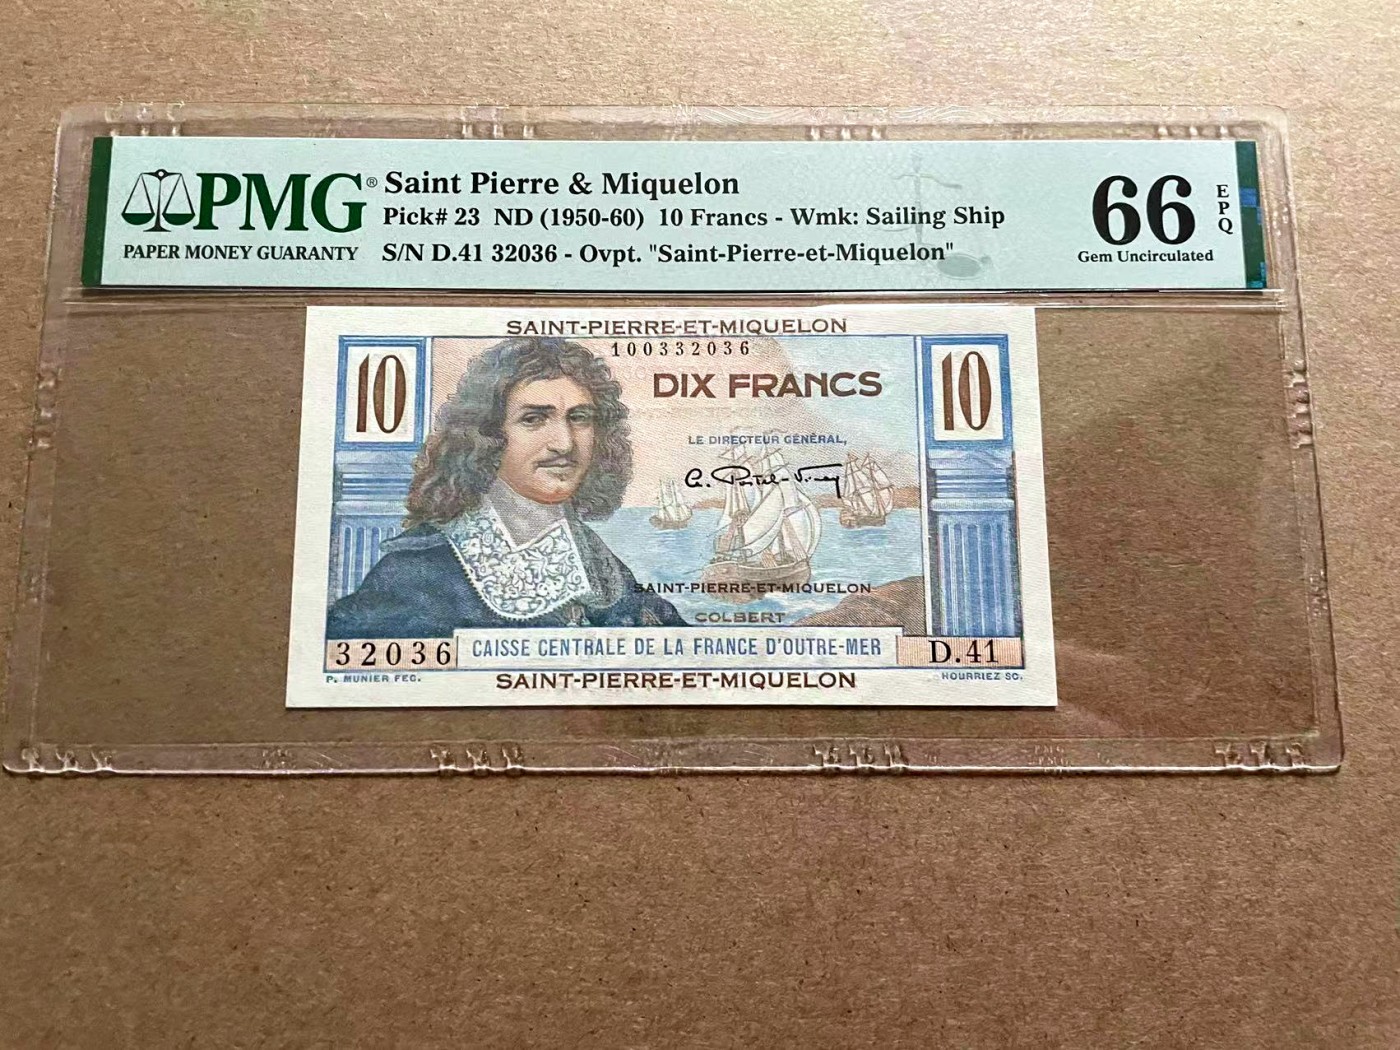 PMG®
PAPER MONEY GUARANTY
Saint Pierre & Miquelon
Pick# 23 ND (1950-60) 10 Francs - Wmk: Sailing Ship
S/N D.41 32036 - Ovpt. "Saint-Pierre-et-Miquelon"
66
EPQ
Gem Uncirculated
SAINT-PIERRE-ET-MIQUELON
100332036
10
DIX FRANCS
10
LE DIRECTEUR GÉNÉRAL,
SAINT-PIERRE-ET-MIQUELON
COLBERT
32036
CAISSE CENTRALE DE LA FRANCE D'OUTRE-MER
D.41
P. MUNIER FEC.
SAINT-PIERRE-ET-MIQUELON
HOURRIEZ SC.